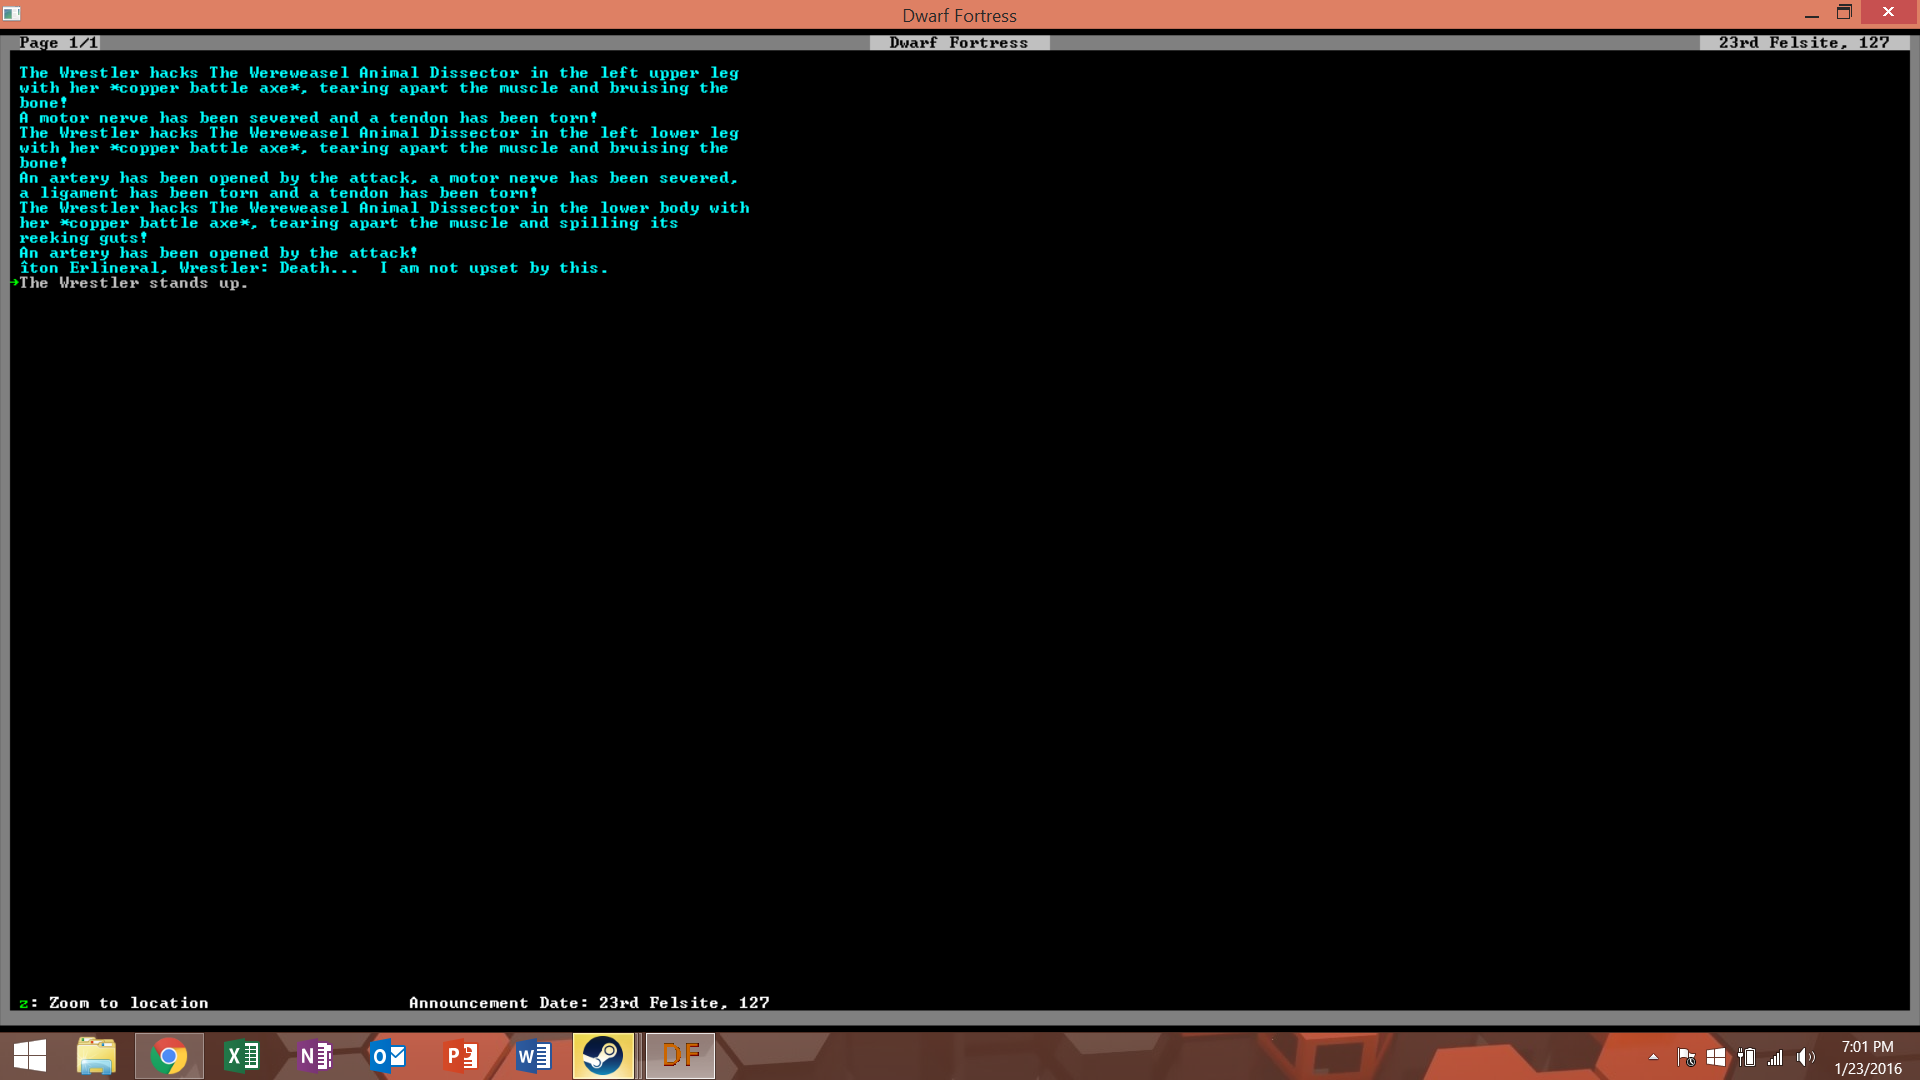 Dwarf Fortress
Page 1/1
Dwarf Fortress
23rd Felsite, 127
The Wrestler hacks The Wereweasel Animal Dissector in the left upper leg
with her *copper battle axe*, tearing apart the muscle and bruising the
bone!
A motor nerve has been severed and a tendon has been torn!
The Wrestler hacks The Wereweasel Animal Dissector in the left lower leg
with her *copper battle axe*, tearing apart the muscle and bruising the
bone!
An artery has been opened by the attack, a motor nerve has been severed,
a ligament has been torn and a tendon has been torn!
The Wrestler hacks The Wereweasel Animal Dissector in the lower body with
her *copper battle axe*, tearing apart the muscle and spilling its
reeking guts!
An artery has been opened by the attack!
îton Erlineral, Wrestler: Death... I am not upset by this.
→The Wrestler stands up.
z: Zoom to location
Announcement Date: 23rd Felsite, 127
DF
7:01 PM
1/23/2016